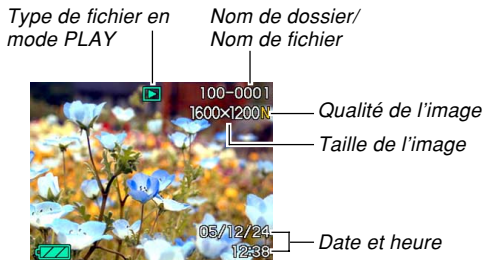 Type de fichier en
mode PLAY
Nom de dossier/
Nom de fichier
100-0001
1600×1200 N
Qualité de l'image
Taille de l'image
05/12/24
12:38
Date et heure